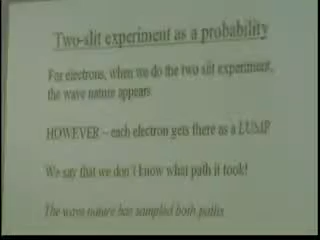 Two-slit experiment as a probability
For electrons, when we do the two slit experiment,
the wave nature appears
HOWEVER – each electron gets there as a LUMP
We say that we don't know what path it took!
The wave nature has sampled both paths